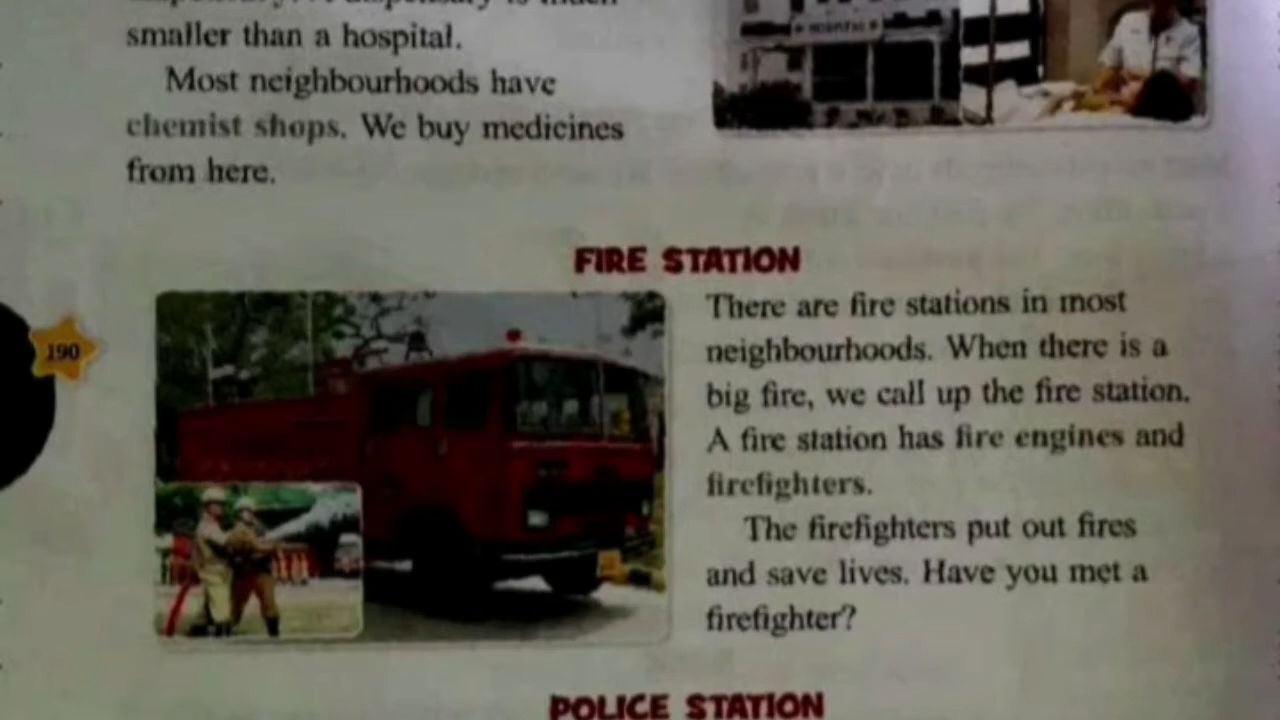 smaller than a hospital.
Most neighbourhoods have
chemist shops. We buy medicines
from here.
HOSPITAL
FIRE STATION
190
There are fire stations in most
neighbourhoods. When there is a
big fire, we call up the fire station.
A fire station has fire engines and
firefighters.
The firefighters put out fires
and save lives. Have you met a
firefighter?
POLICE STATION